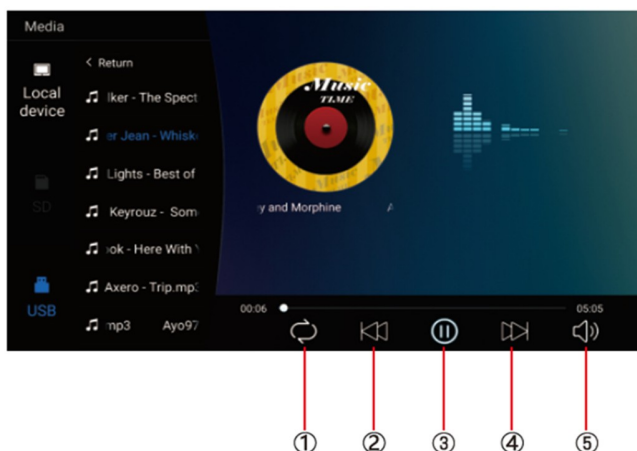 Media
Return
Local
device
lker - The Spect
er Jean - Whisk
Lights - Best of
SD
Keyrouz - Som
ok - Here With
Axero - Trip.mp3
USB
mp3 Ayo97
Music
TIME
y and Morphine A
00:06
05:05
①
②
③
④
⑤